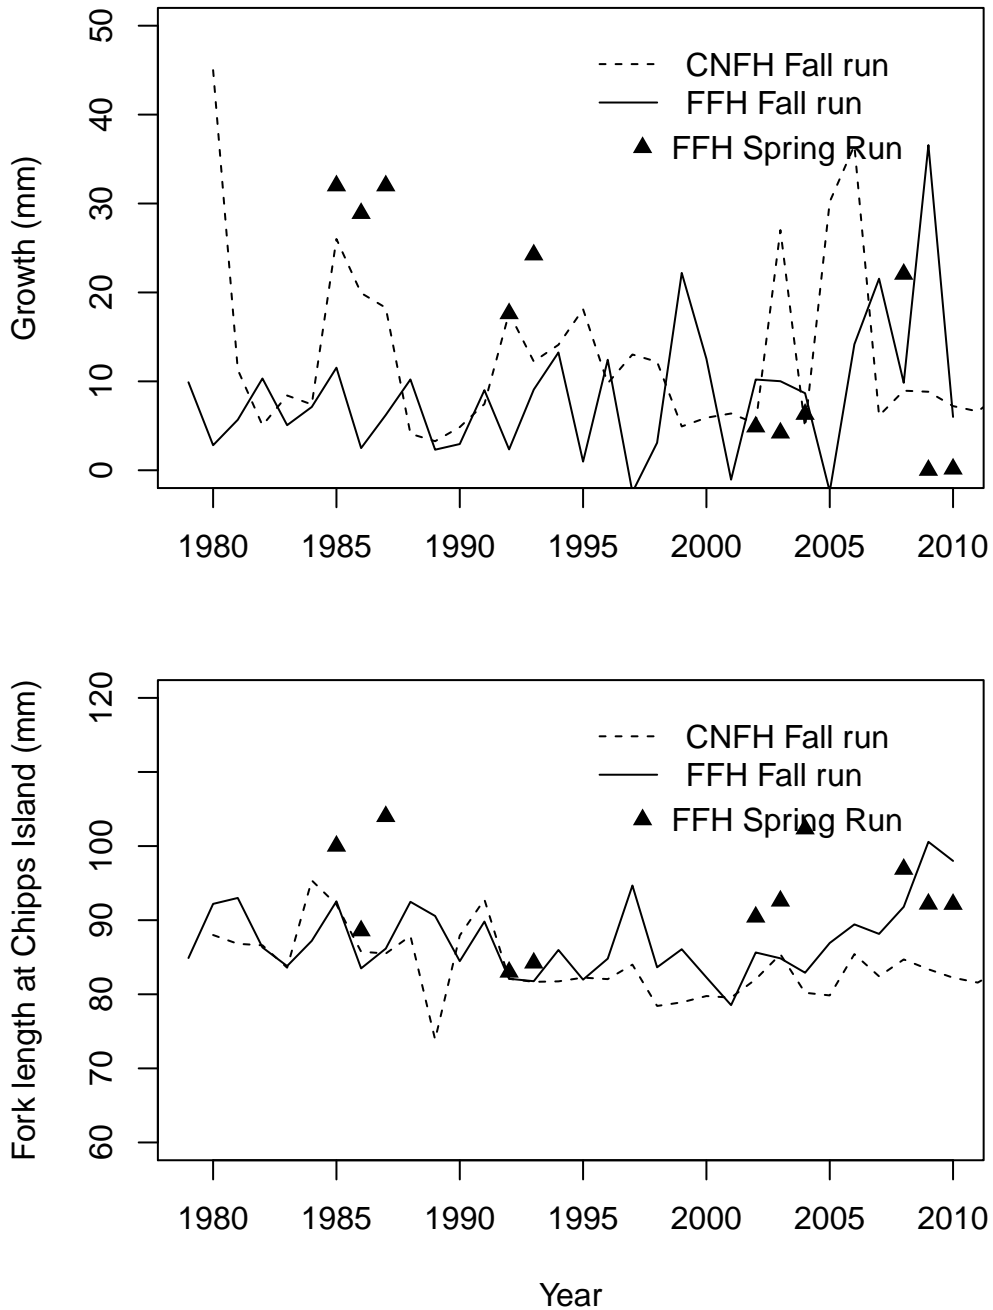 Growth (mm)
50
40
30
20
10
0
CNFH Fall run
FFH Fall run
FFH Spring Run
1980 1985 1990 1995 2000 2005 2010
Fork length at Chipps Island (mm)
120
100
90
80
70
60
CNFH Fall run
FFH Fall run
FFH Spring Run
1980 1985 1990 1995 2000 2005 2010
Year